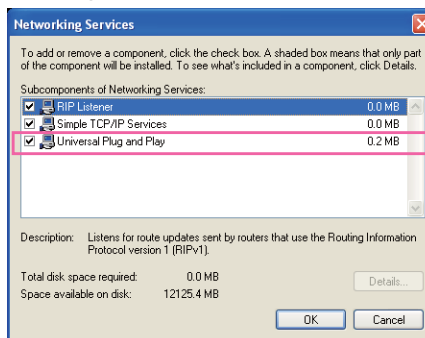 Networking Services
To add or remove a component, click the check box. A shaded box means that only part
of the component will be installed. To see what's included in a component, click Details.
Subcomponents of Networking Services:
RIP Listener 0.0 MB
Simple TCP/IP Services 0.0 MB
Universal Plug and Play 0.2 MB
Description: Listens for route updates sent by routers that use the Routing Information
Protocol version 1 (RIPv1).
Total disk space required: 0.0 MB
Details...
Space available on disk: 12125.4 MB
OK Cancel